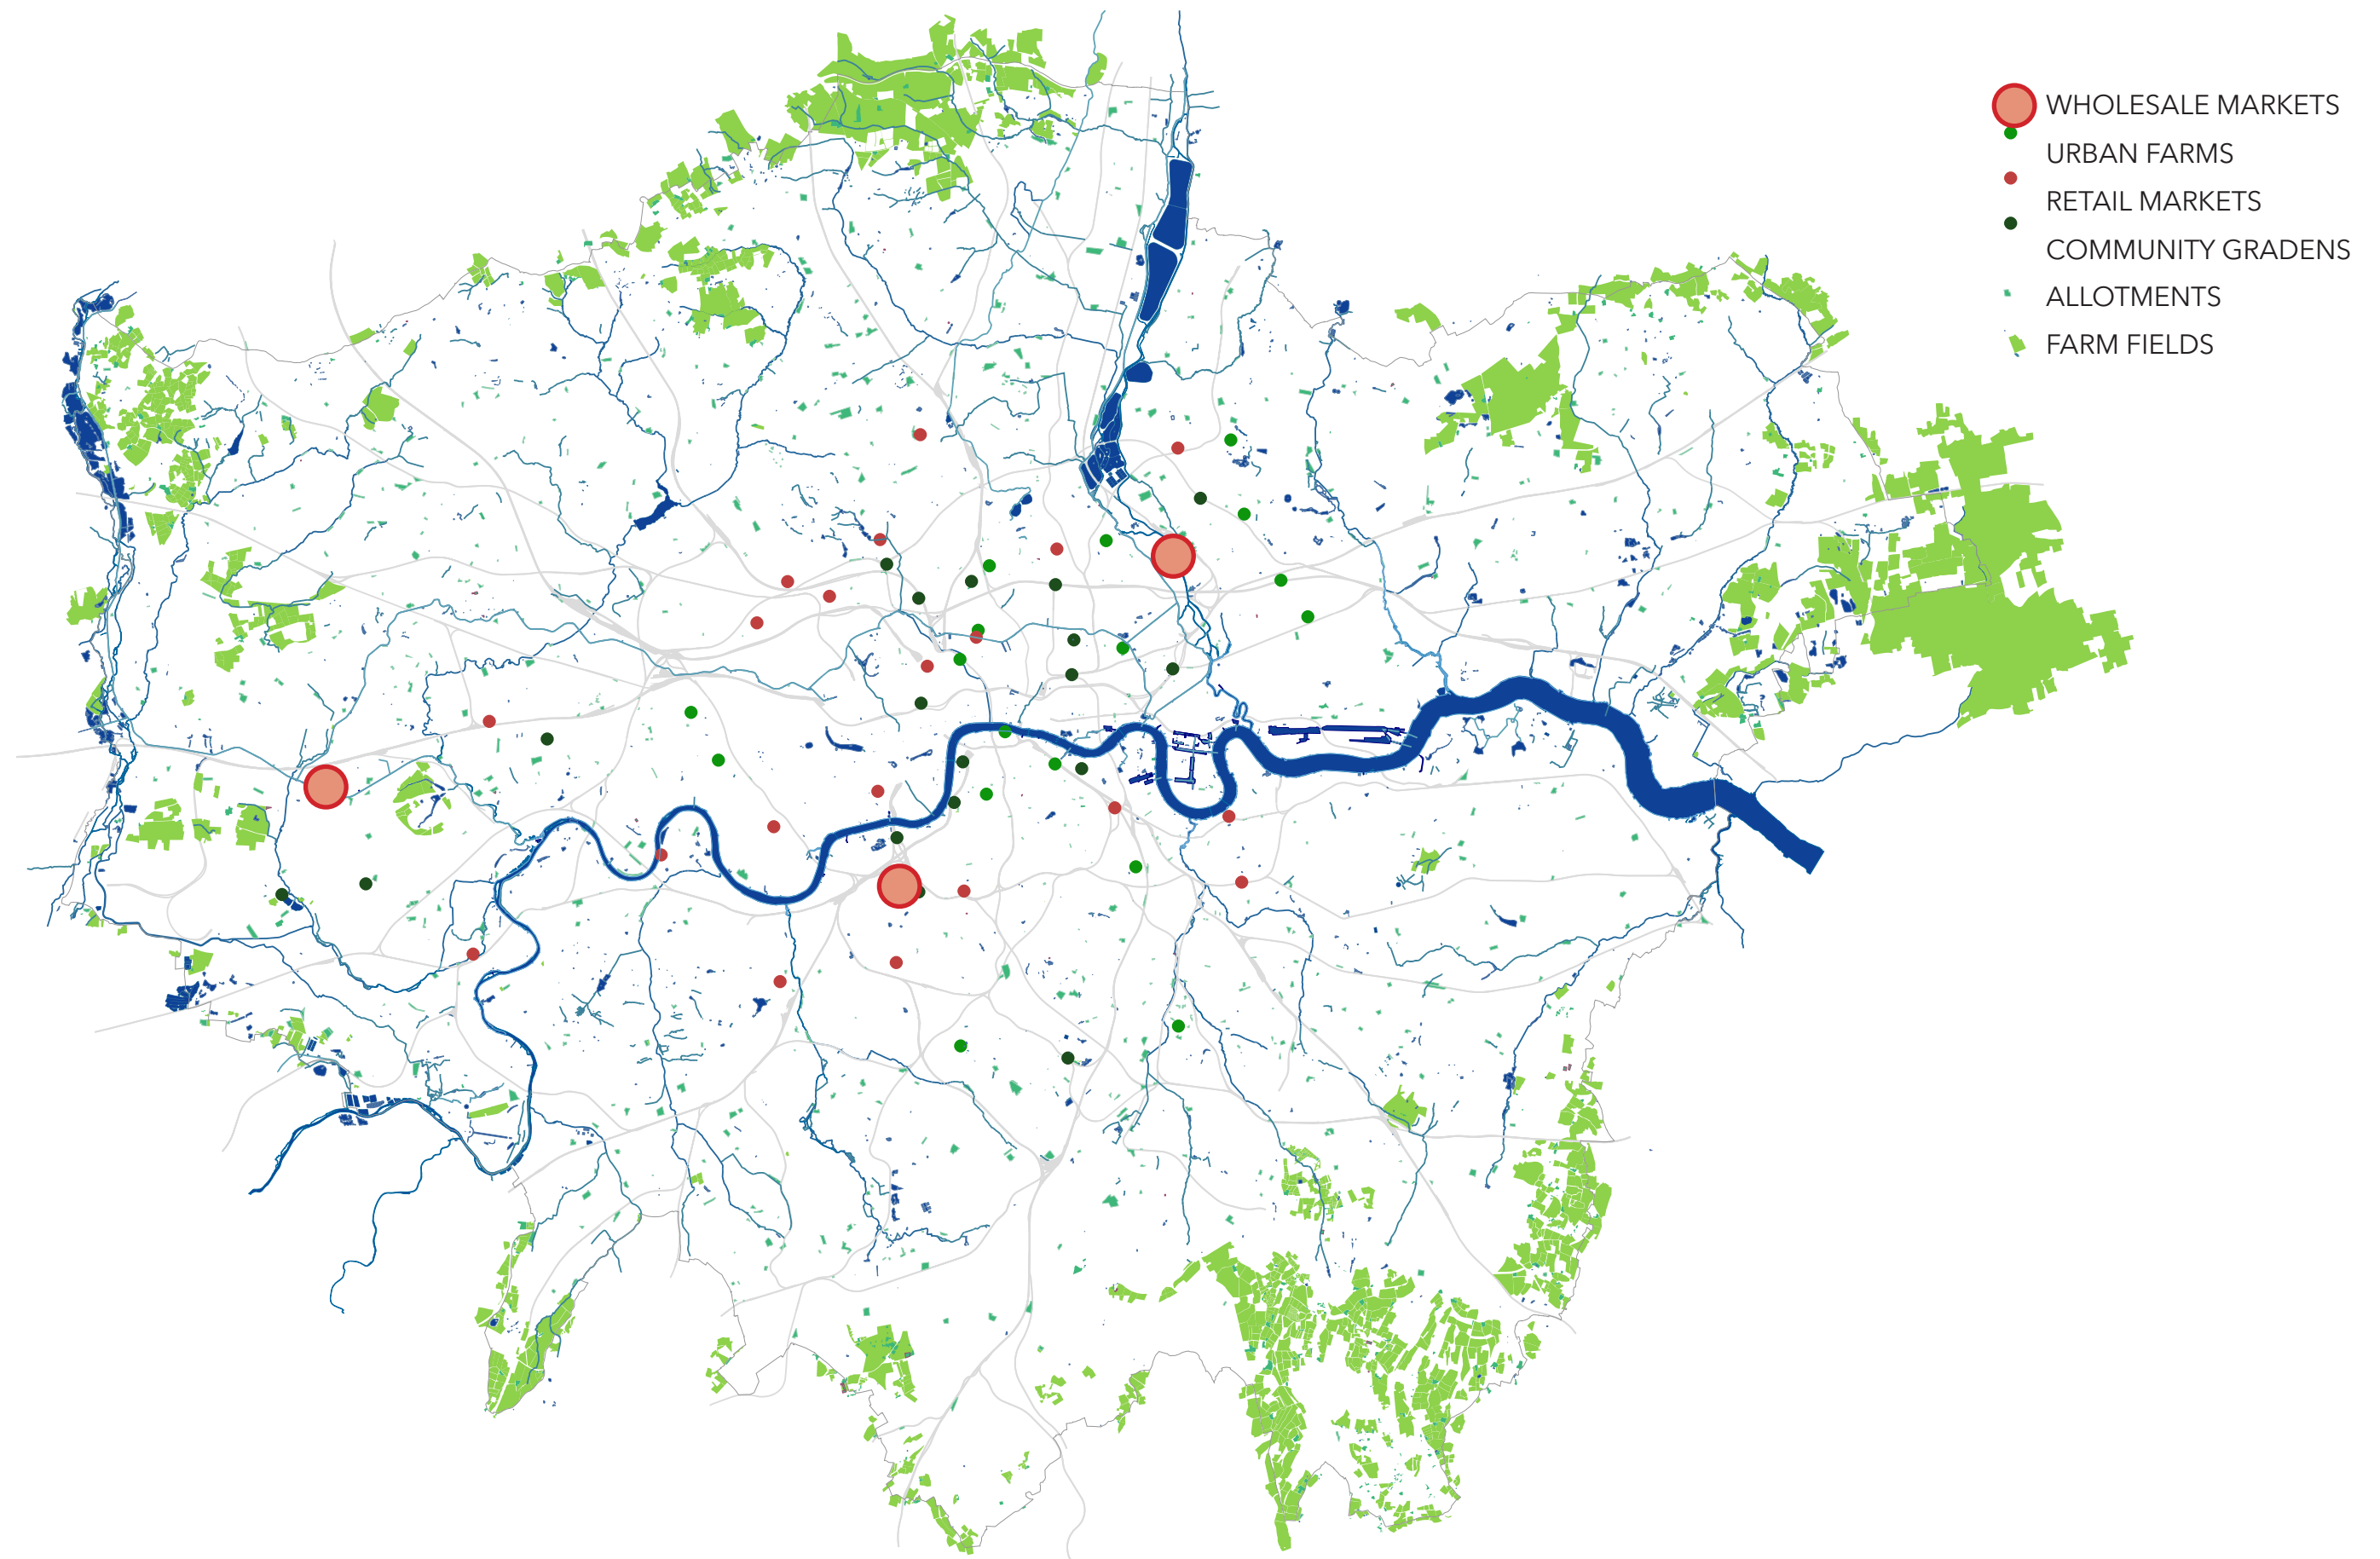 WHOLESALE MARKETS
URBAN FARMS
RETAIL MARKETS
COMMUNITY GRADENS
ALLOTMENTS
FARM FIELDS